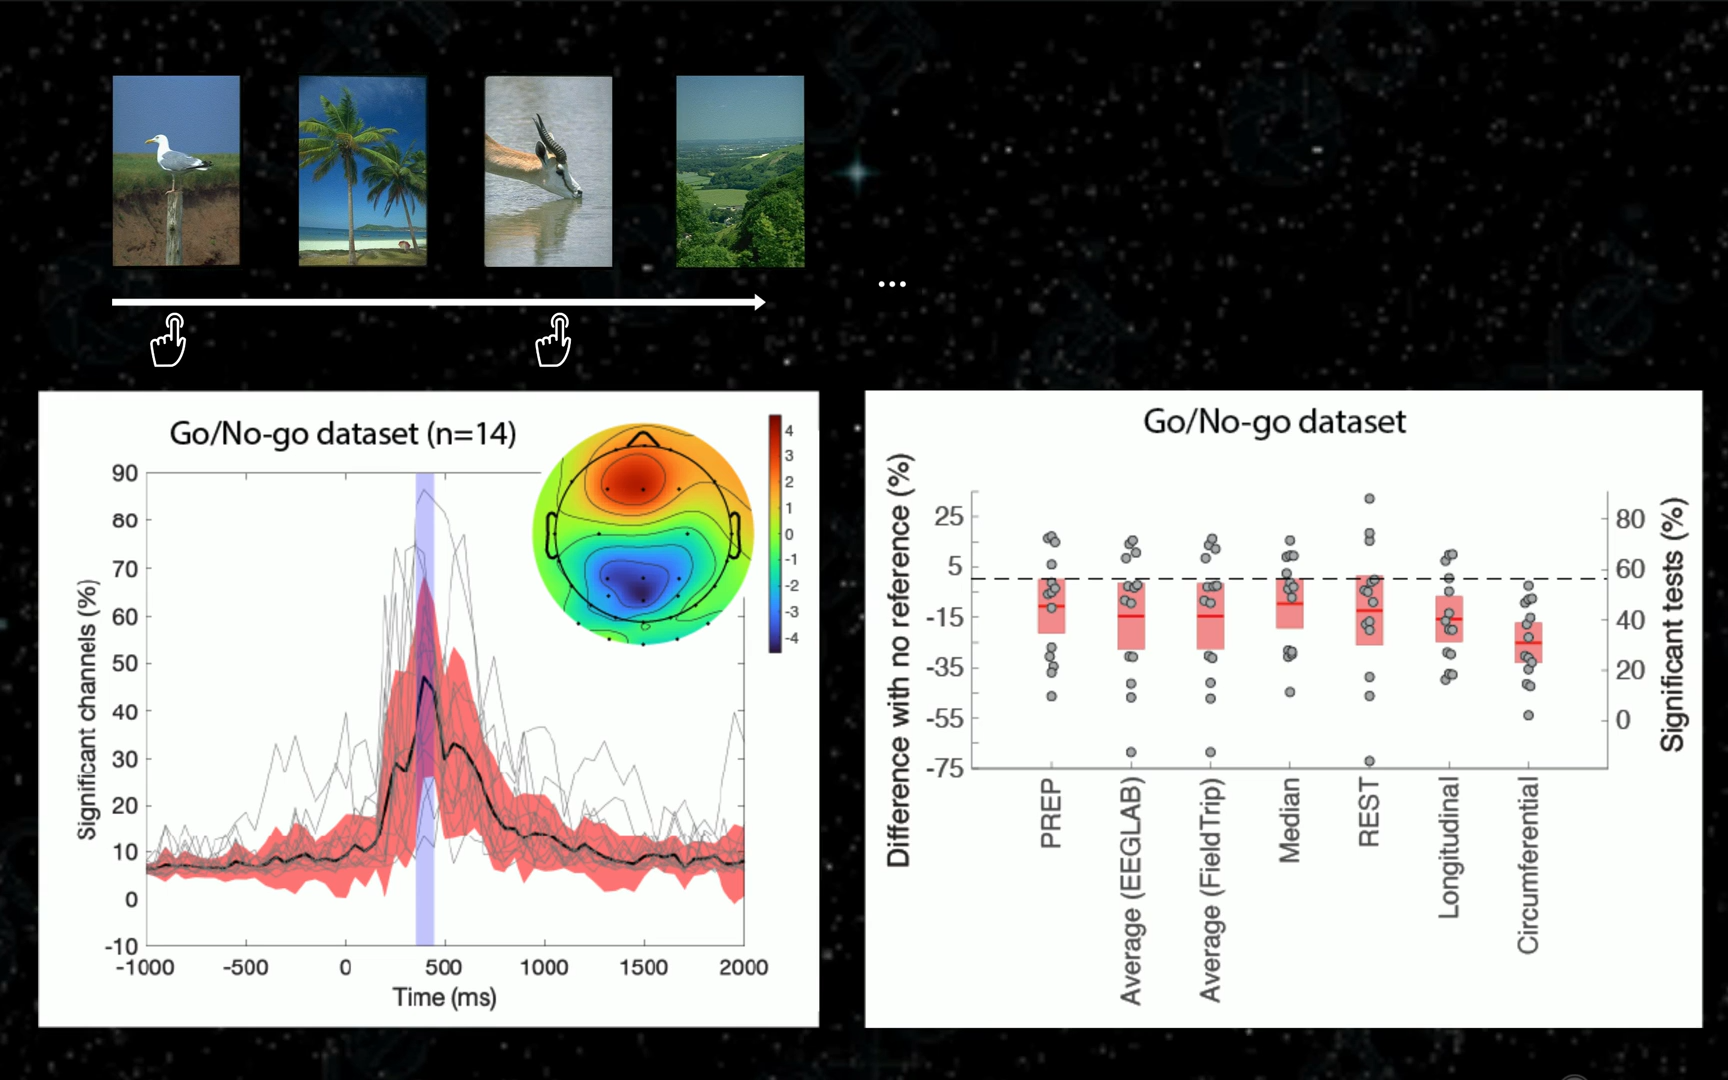 ...
Go/No-go dataset (n=14)
4
3
2
1
0
-1
-2
-3
-4
Significant channels (%)
90
80
70
60
50
40
30
20
10
0
-10
-1000 -500 0 500 1000 1500 2000
Time (ms)
Go/No-go dataset
Difference with no reference (%)
25
5
-15
-35
-55
-75
80
60
40
20
0
Significant tests (%)
PREP
Average (EEGLAB)
Average (FieldTrip)
Median
REST
Longitudinal
Circumferential